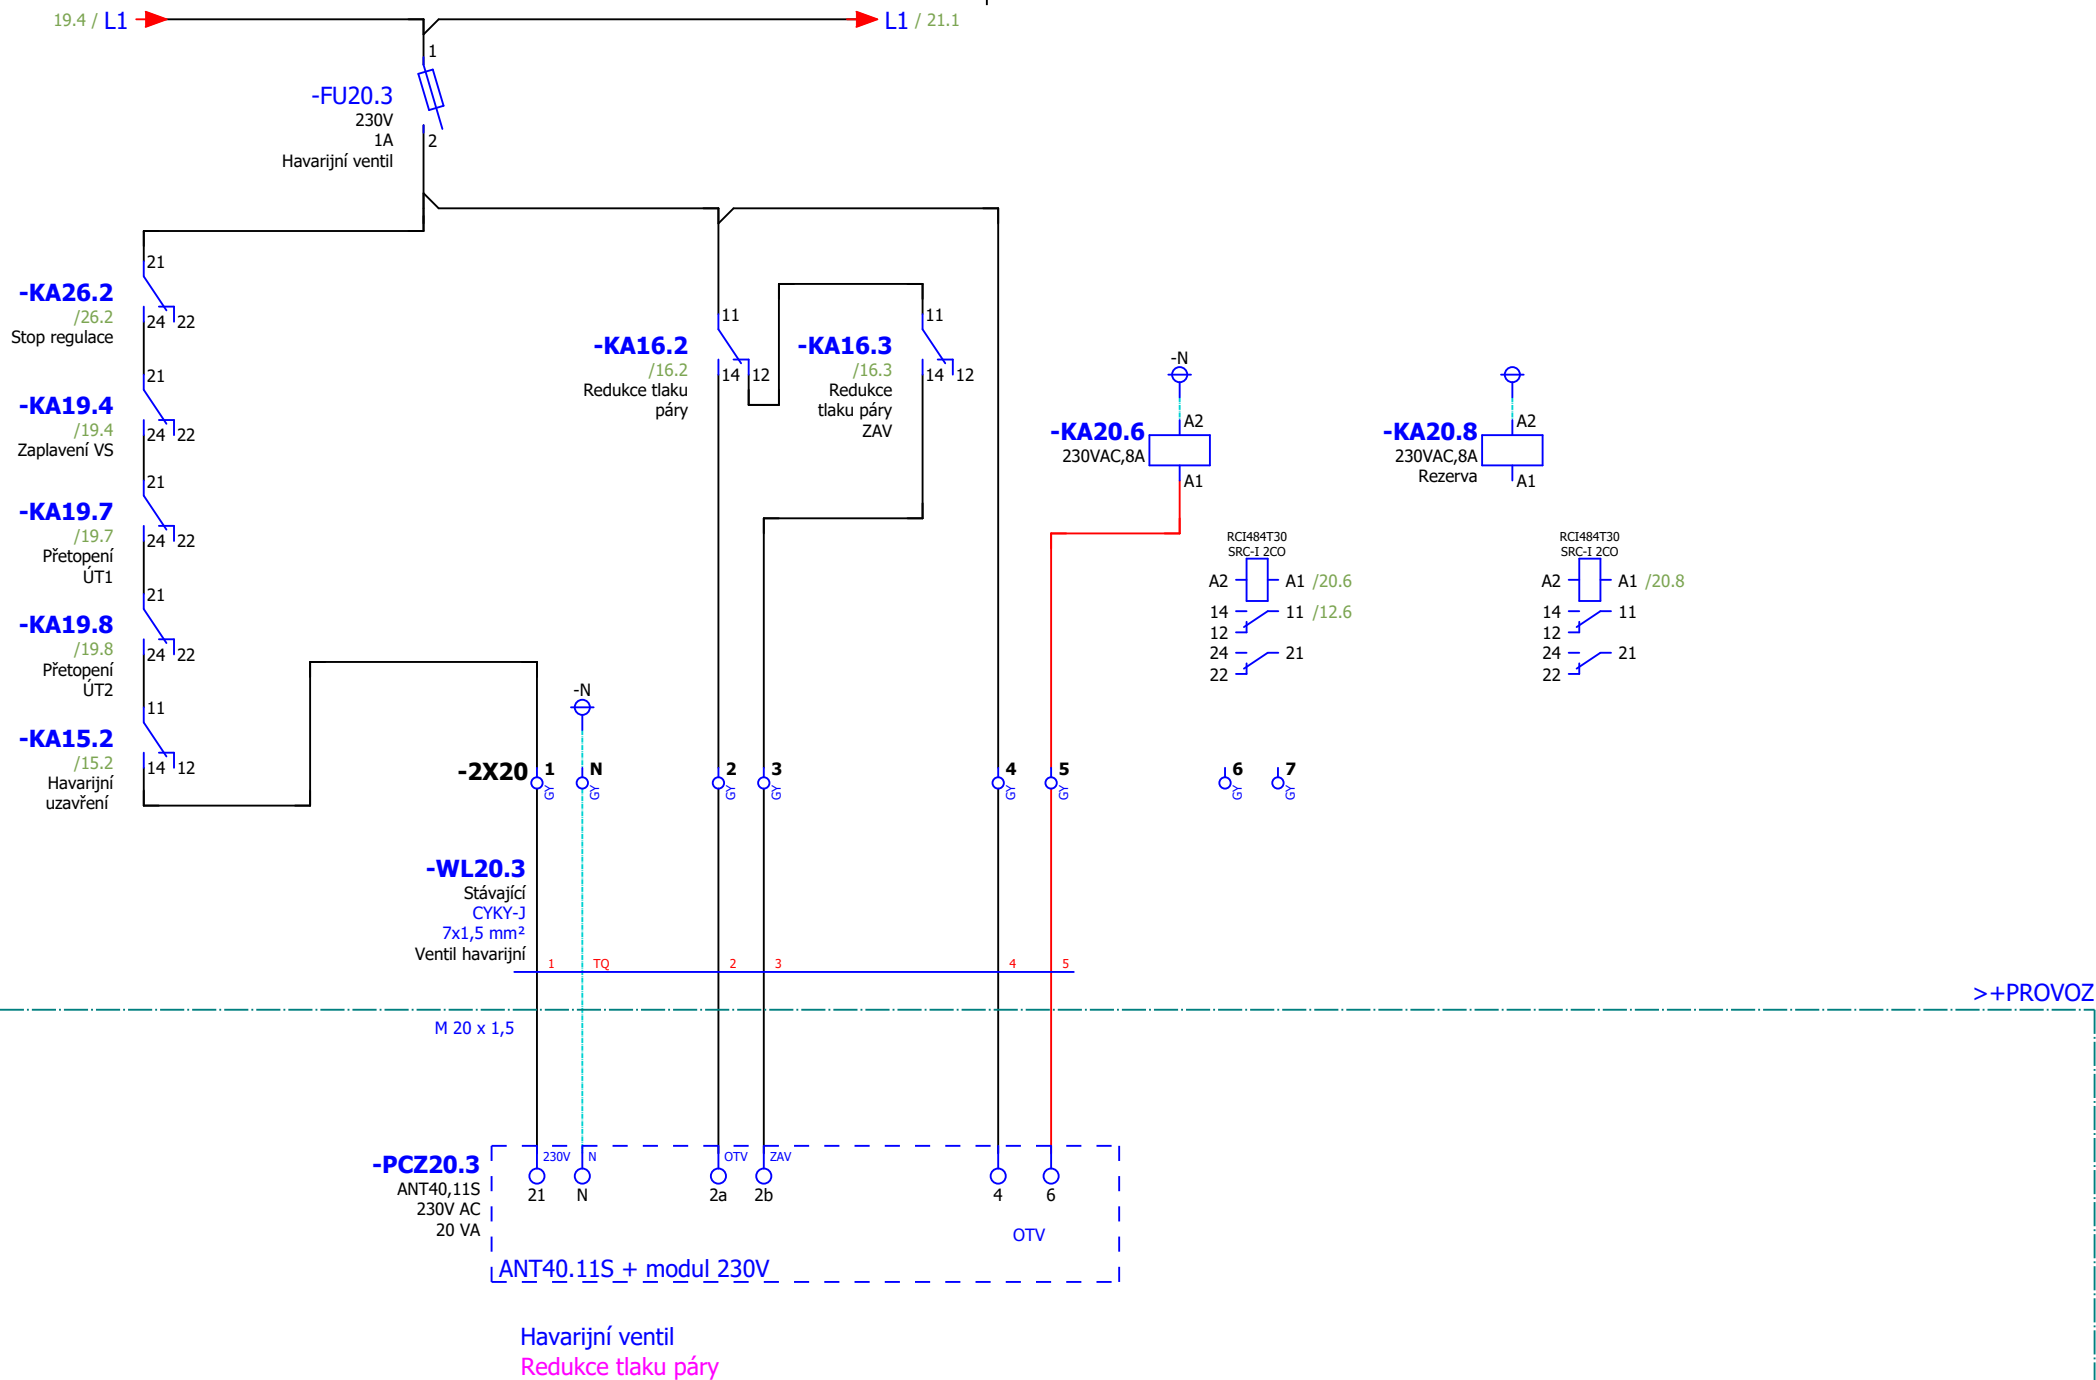 19.4 / L1
L1 / 21.1
1
-FU20.3
230V
1A
2
Havarijní ventil
21
-KA26.2
/26.2
24 22
Stop regulace
21
-KA19.4
/19.4
24 22
Zaplavení VS
21
-KA19.7
/19.7
24 22
Přetopení
ÚT1
21
-KA19.8
/19.8
24 22
Přetopení
ÚT2
11
-KA15.2
/15.2
14 12
Havarijní
uzavření
11
-KA16.2
/16.2
14 12
Redukce tlaku
páry
11
-KA16.3
/16.3
14 12
Redukce
tlaku páry
ZAV
-N
A2
-KA20.6
230VAC,8A
A1
RCI484T30
SRC-I 2CO
A2 A1 /20.6
14 11 /12.6
12
24 21
22
A2
-KA20.8
230VAC,8A
Rezerva
A1
RCI484T30
SRC-I 2CO
A2 A1 /20.8
14 11
12
24 21
22
-N
-2X20 1 N 2 3 4 5 6 7
GY GY GY GY GY GY GY GY
-WL20.3
Stávající
CYKY-J
7x1,5 mm²
Ventil havarijní
1 TQ 2 3 4 5
>+PROVOZ
M 20 x 1,5
-PCZ20.3
ANT40,11S
230V AC
20 VA
230V N OTV ZAV
21 N 2a 2b 4 6
OTV
ANT40.11S + modul 230V
Havarijní ventil
Redukce tlaku páry